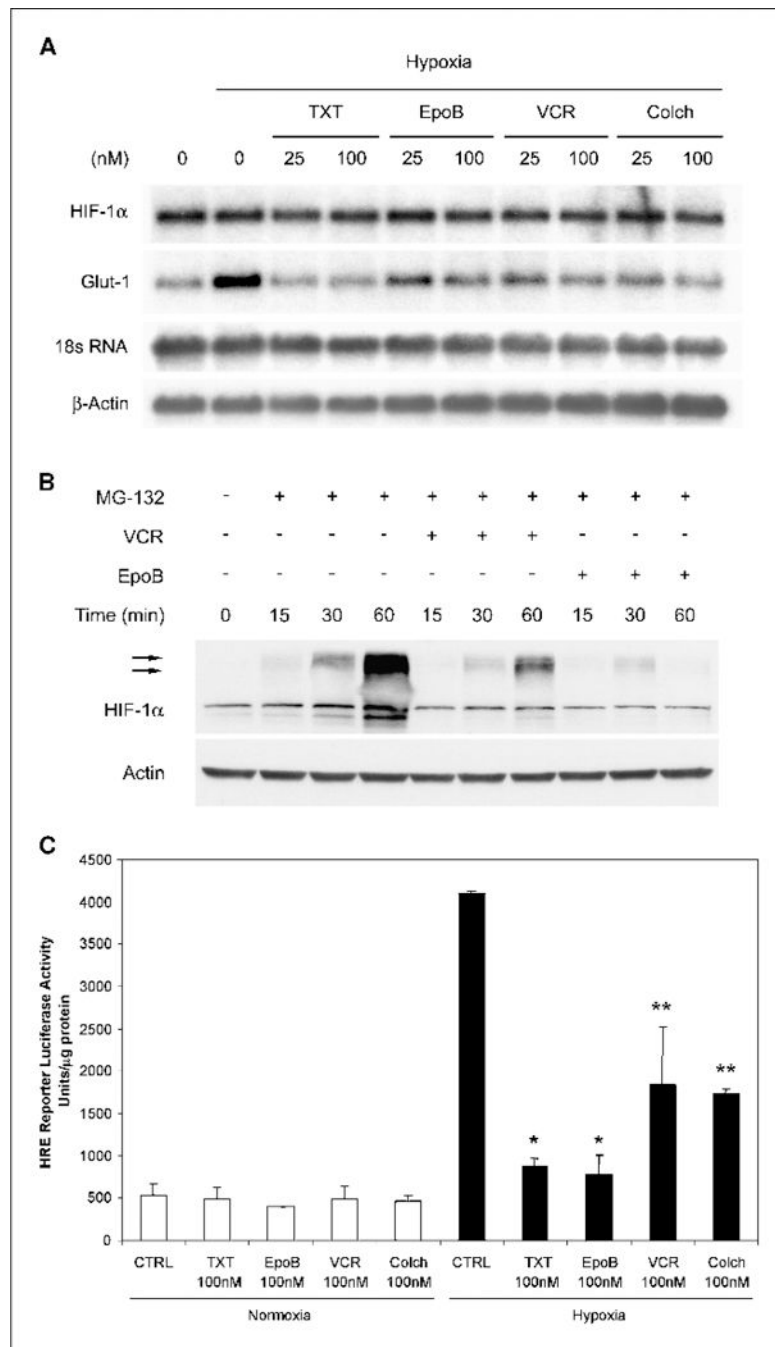 A
Hypoxia
TXT EpoB VCR Colch
(nM) 0 0 25 100 25 100 25 100 25 100
HIF-1α
Glut-1
18s RNA
β-Actin
B
MG-132 - + + + + + + + + +
VCR - - - - + + + - - -
EpoB - - - - - - - + + +
Time (min) 0 15 30 60 15 30 60 15 30 60
HIF-1α
Actin
C
HRE Reporter Luciferase Activity
Units/μg protein
4500
4000
3500
3000
2500
2000
1500
1000
500
0
* * ** **
CTRL TXT EpoB VCR Colch CTRL TXT EpoB VCR Colch
100nM 100nM 100nM 100nM 100nM 100nM 100nM 100nM
Normoxia Hypoxia